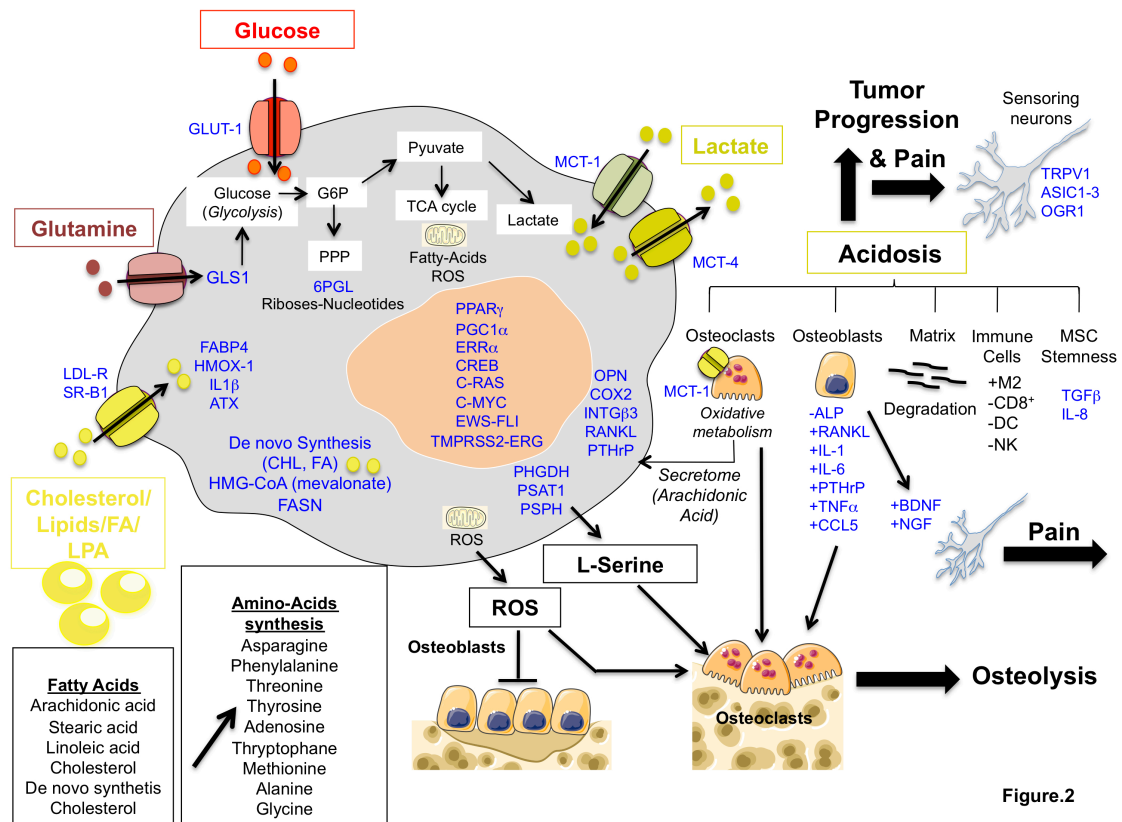 Glucose
GLUT-1
Glucose
(Glycolysis)
G6P
Pyuvate
TCA cycle
Fatty-Acids
ROS
Lactate
PPP
6PGL
Riboses-Nucleotides
MCT-1
Lactate
MCT-4
Glutamine
GLS1
LDL-R
SR-B1
FABP4
HMOX-1
IL1β
ATX
De novo Synthesis
(CHL, FA)
HMG-CoA (mevalonate)
FASN
PPARγ
PGC1α
ERRα
CREB
C-RAS
C-MYC
EWS-FLI
TMPRSS2-ERG
OPN
COX2
INTGβ3
RANKL
PTHrP
PHGDH
PSAT1
PSPH
ROS
Cholesterol/
Lipids/FA/
LPA
Fatty Acids
Arachidonic acid
Stearic acid
Linoleic acid
Cholesterol
De novo synthetis
Cholesterol
Amino-Acids
synthesis
Asparagine
Phenylalanine
Threonine
Thyrosine
Adenosine
Thryptophane
Methionine
Alanine
Glycine
L-Serine
ROS
Osteoblasts
Osteoclasts
Tumor
Progression
& Pain
Sensoring
neurons
TRPV1
ASIC1-3
OGR1
Acidosis
Osteoclasts
MCT-1
Oxidative
metabolism
Secretome
(Arachidonic
Acid)
Osteoblasts
-ALP
+RANKL
+IL-1
+IL-6
+PTHrP
+TNFα
+CCL5
+BDNF
+NGF
Matrix
Degradation
Immune
Cells
+M2
-CD8⁺
-DC
-NK
MSC
Stemness
TGFβ
IL-8
Pain
Osteolysis
Figure.2